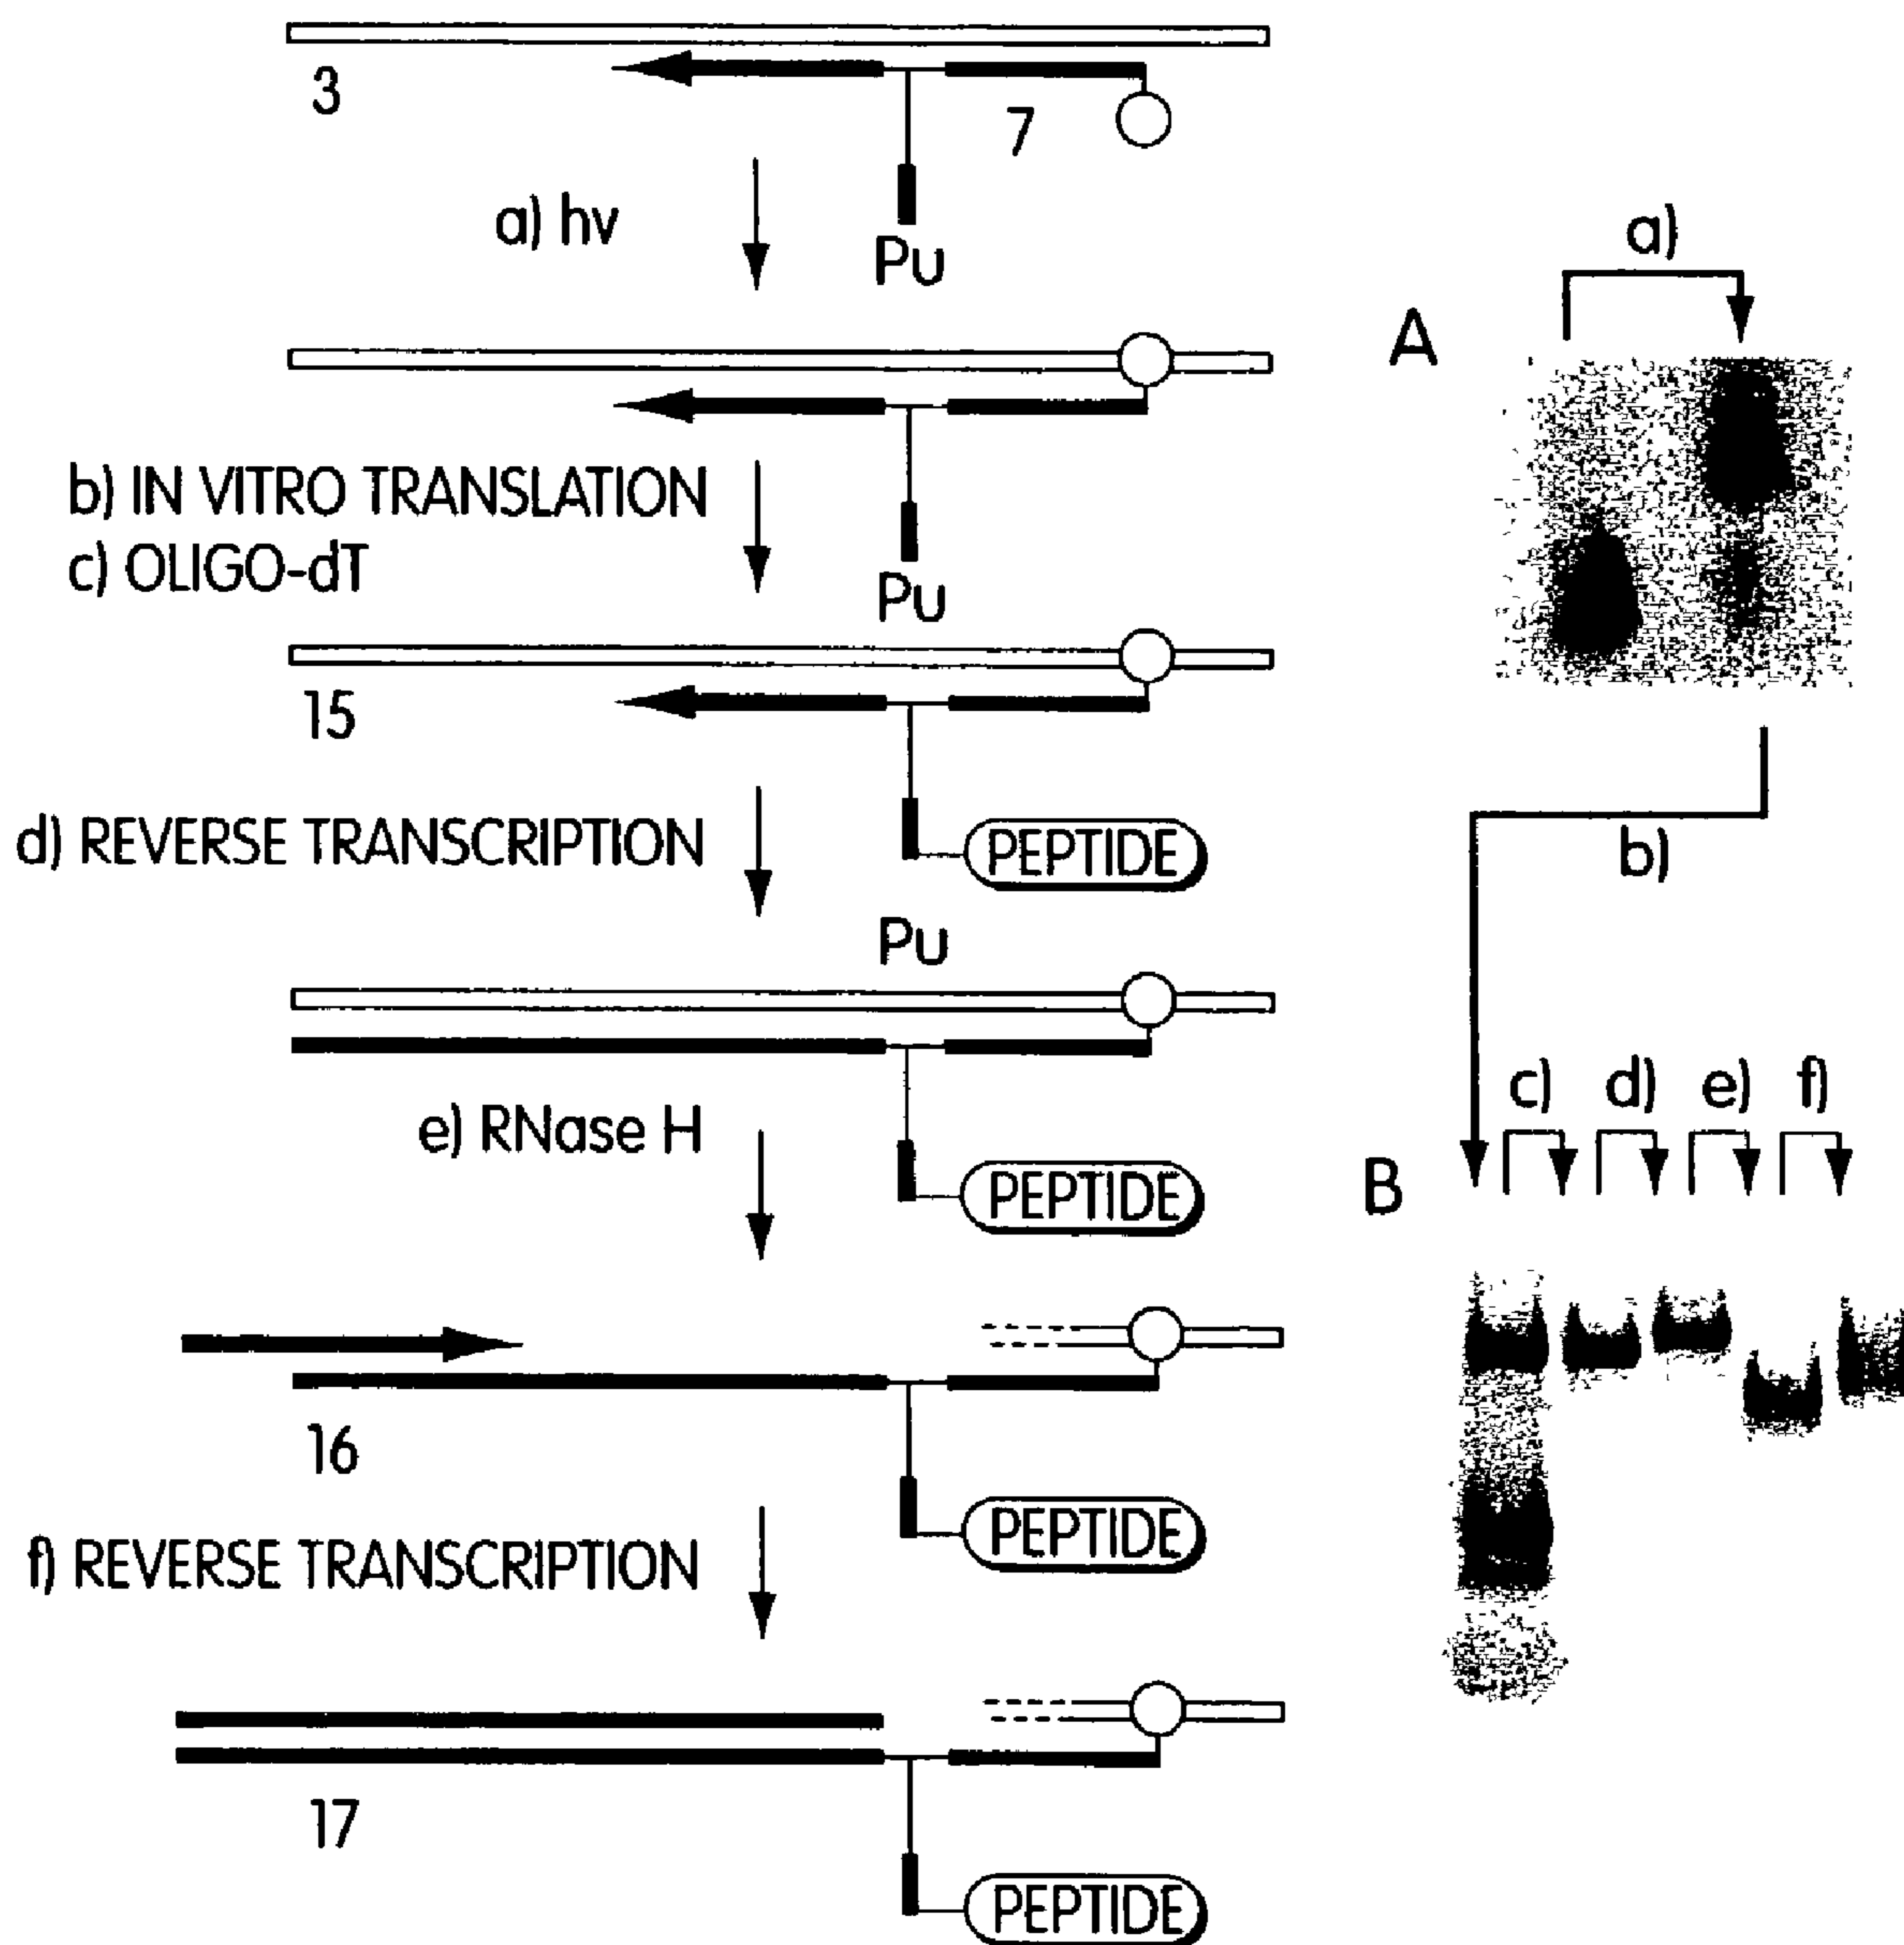 3
7
a) hν
Pu
b) IN VITRO TRANSLATION
c) OLIGO-dT
Pu
15
d) REVERSE TRANSCRIPTION
PEPTIDE
Pu
e) RNase H
PEPTIDE
16
PEPTIDE
f) REVERSE TRANSCRIPTION
17
PEPTIDE
a)
A
b)
c) d) e) f)
B